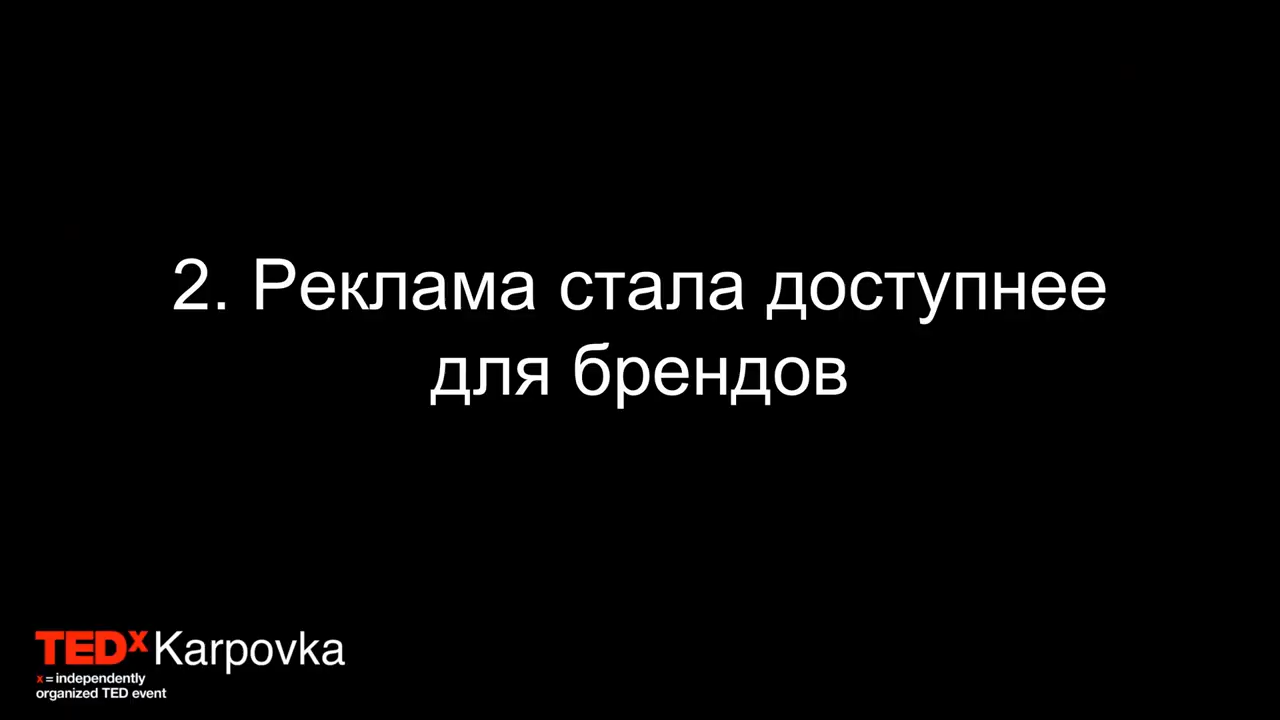 2. Реклама стала доступнее
для брендов
TEDx Karpovka
x = independently
organized TED event